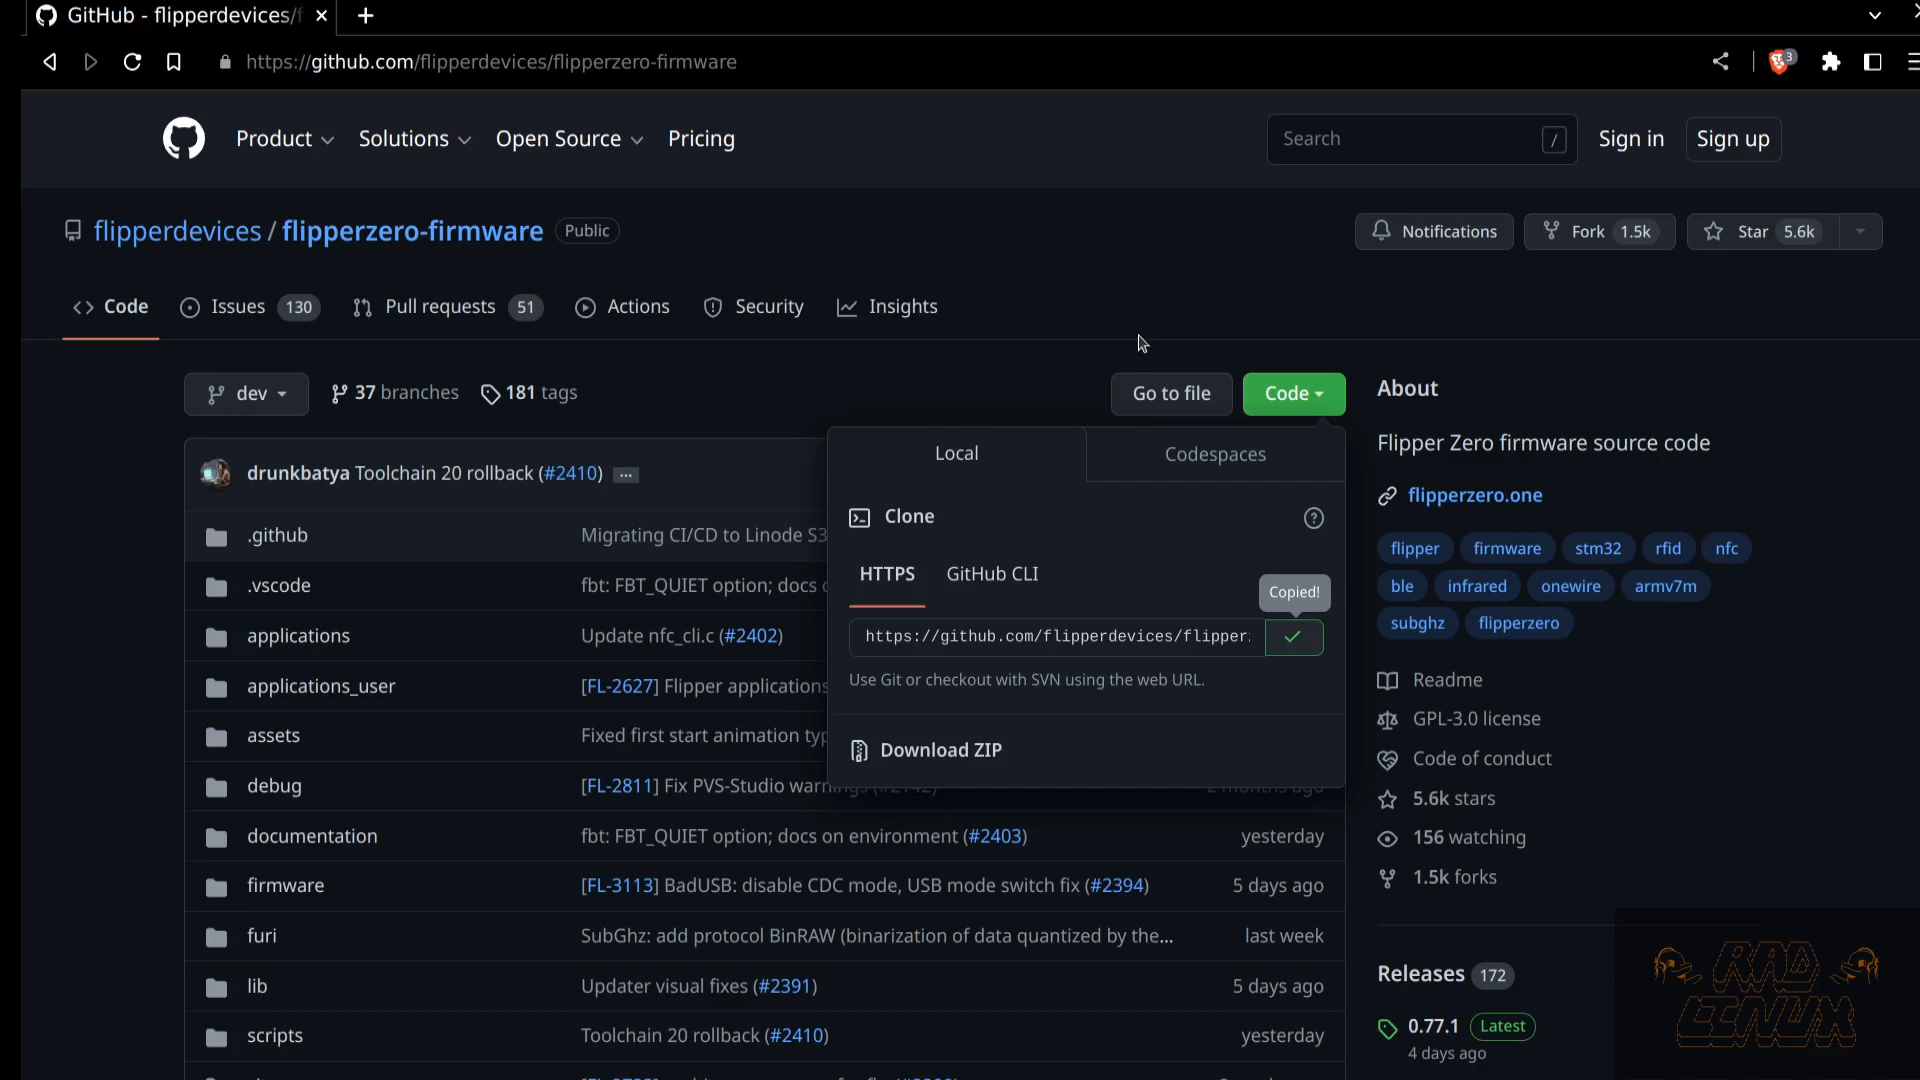 GitHub - flipperdevices/f
https://github.com/flipperdevices/flipperzero-firmware
3
Product Solutions Open Source Pricing Search / Sign in Sign up
flipperdevices / flipperzero-firmware Public Notifications Fork 1.5k Star 5.6k
Code Issues 130 Pull requests 51 Actions Security Insights
dev 37 branches 181 tags Go to file Code
drunkbatya Toolchain 20 rollback (#2410) ...
.github Migrating CI/CD to Linode S3
.vscode fbt: FBT_QUIET option; docs o
applications Update nfc_cli.c (#2402)
applications_user [FL-2627] Flipper applications
assets Fixed first start animation typ
debug [FL-2811] Fix PVS-Studio warnings (#2142) 2 months ago
documentation fbt: FBT_QUIET option; docs on environment (#2403) yesterday
firmware [FL-3113] BadUSB: disable CDC mode, USB mode switch fix (#2394) 5 days ago
furi SubGhz: add protocol BinRAW (binarization of data quantized by the... last week
lib Updater visual fixes (#2391) 5 days ago
scripts Toolchain 20 rollback (#2410) yesterday
Local Codespaces
Clone
HTTPS GitHub CLI
Copied!
https://github.com/flipperdevices/flipper
Use Git or checkout with SVN using the web URL.
Download ZIP
About
Flipper Zero firmware source code
flipperzero.one
flipper firmware stm32 rfid nfc
ble infrared onewire armv7m
subghz flipperzero
Readme
GPL-3.0 license
Code of conduct
5.6k stars
156 watching
1.5k forks
Releases 172
0.77.1 Latest
4 days ago
RAD
LINUX